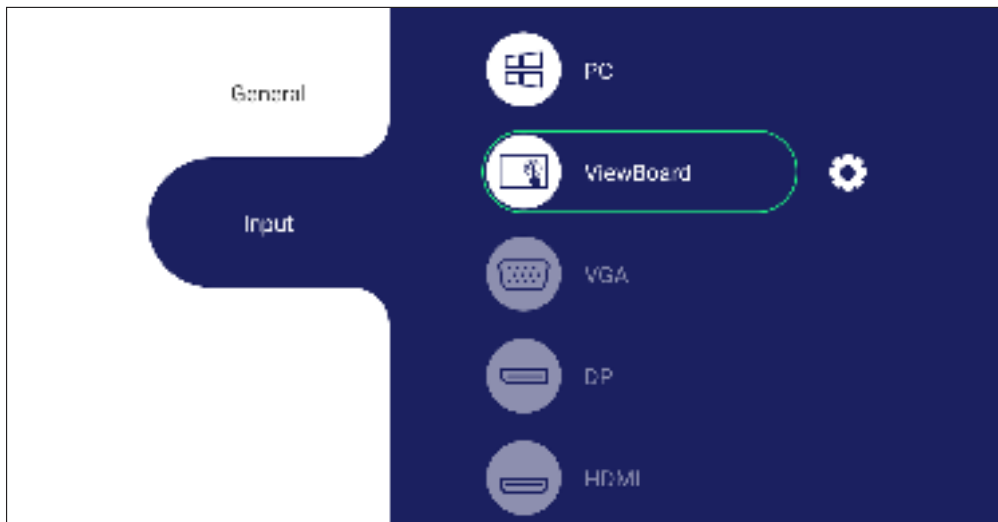 General
Input
PC
ViewBoard
VGA
DP
HDMI